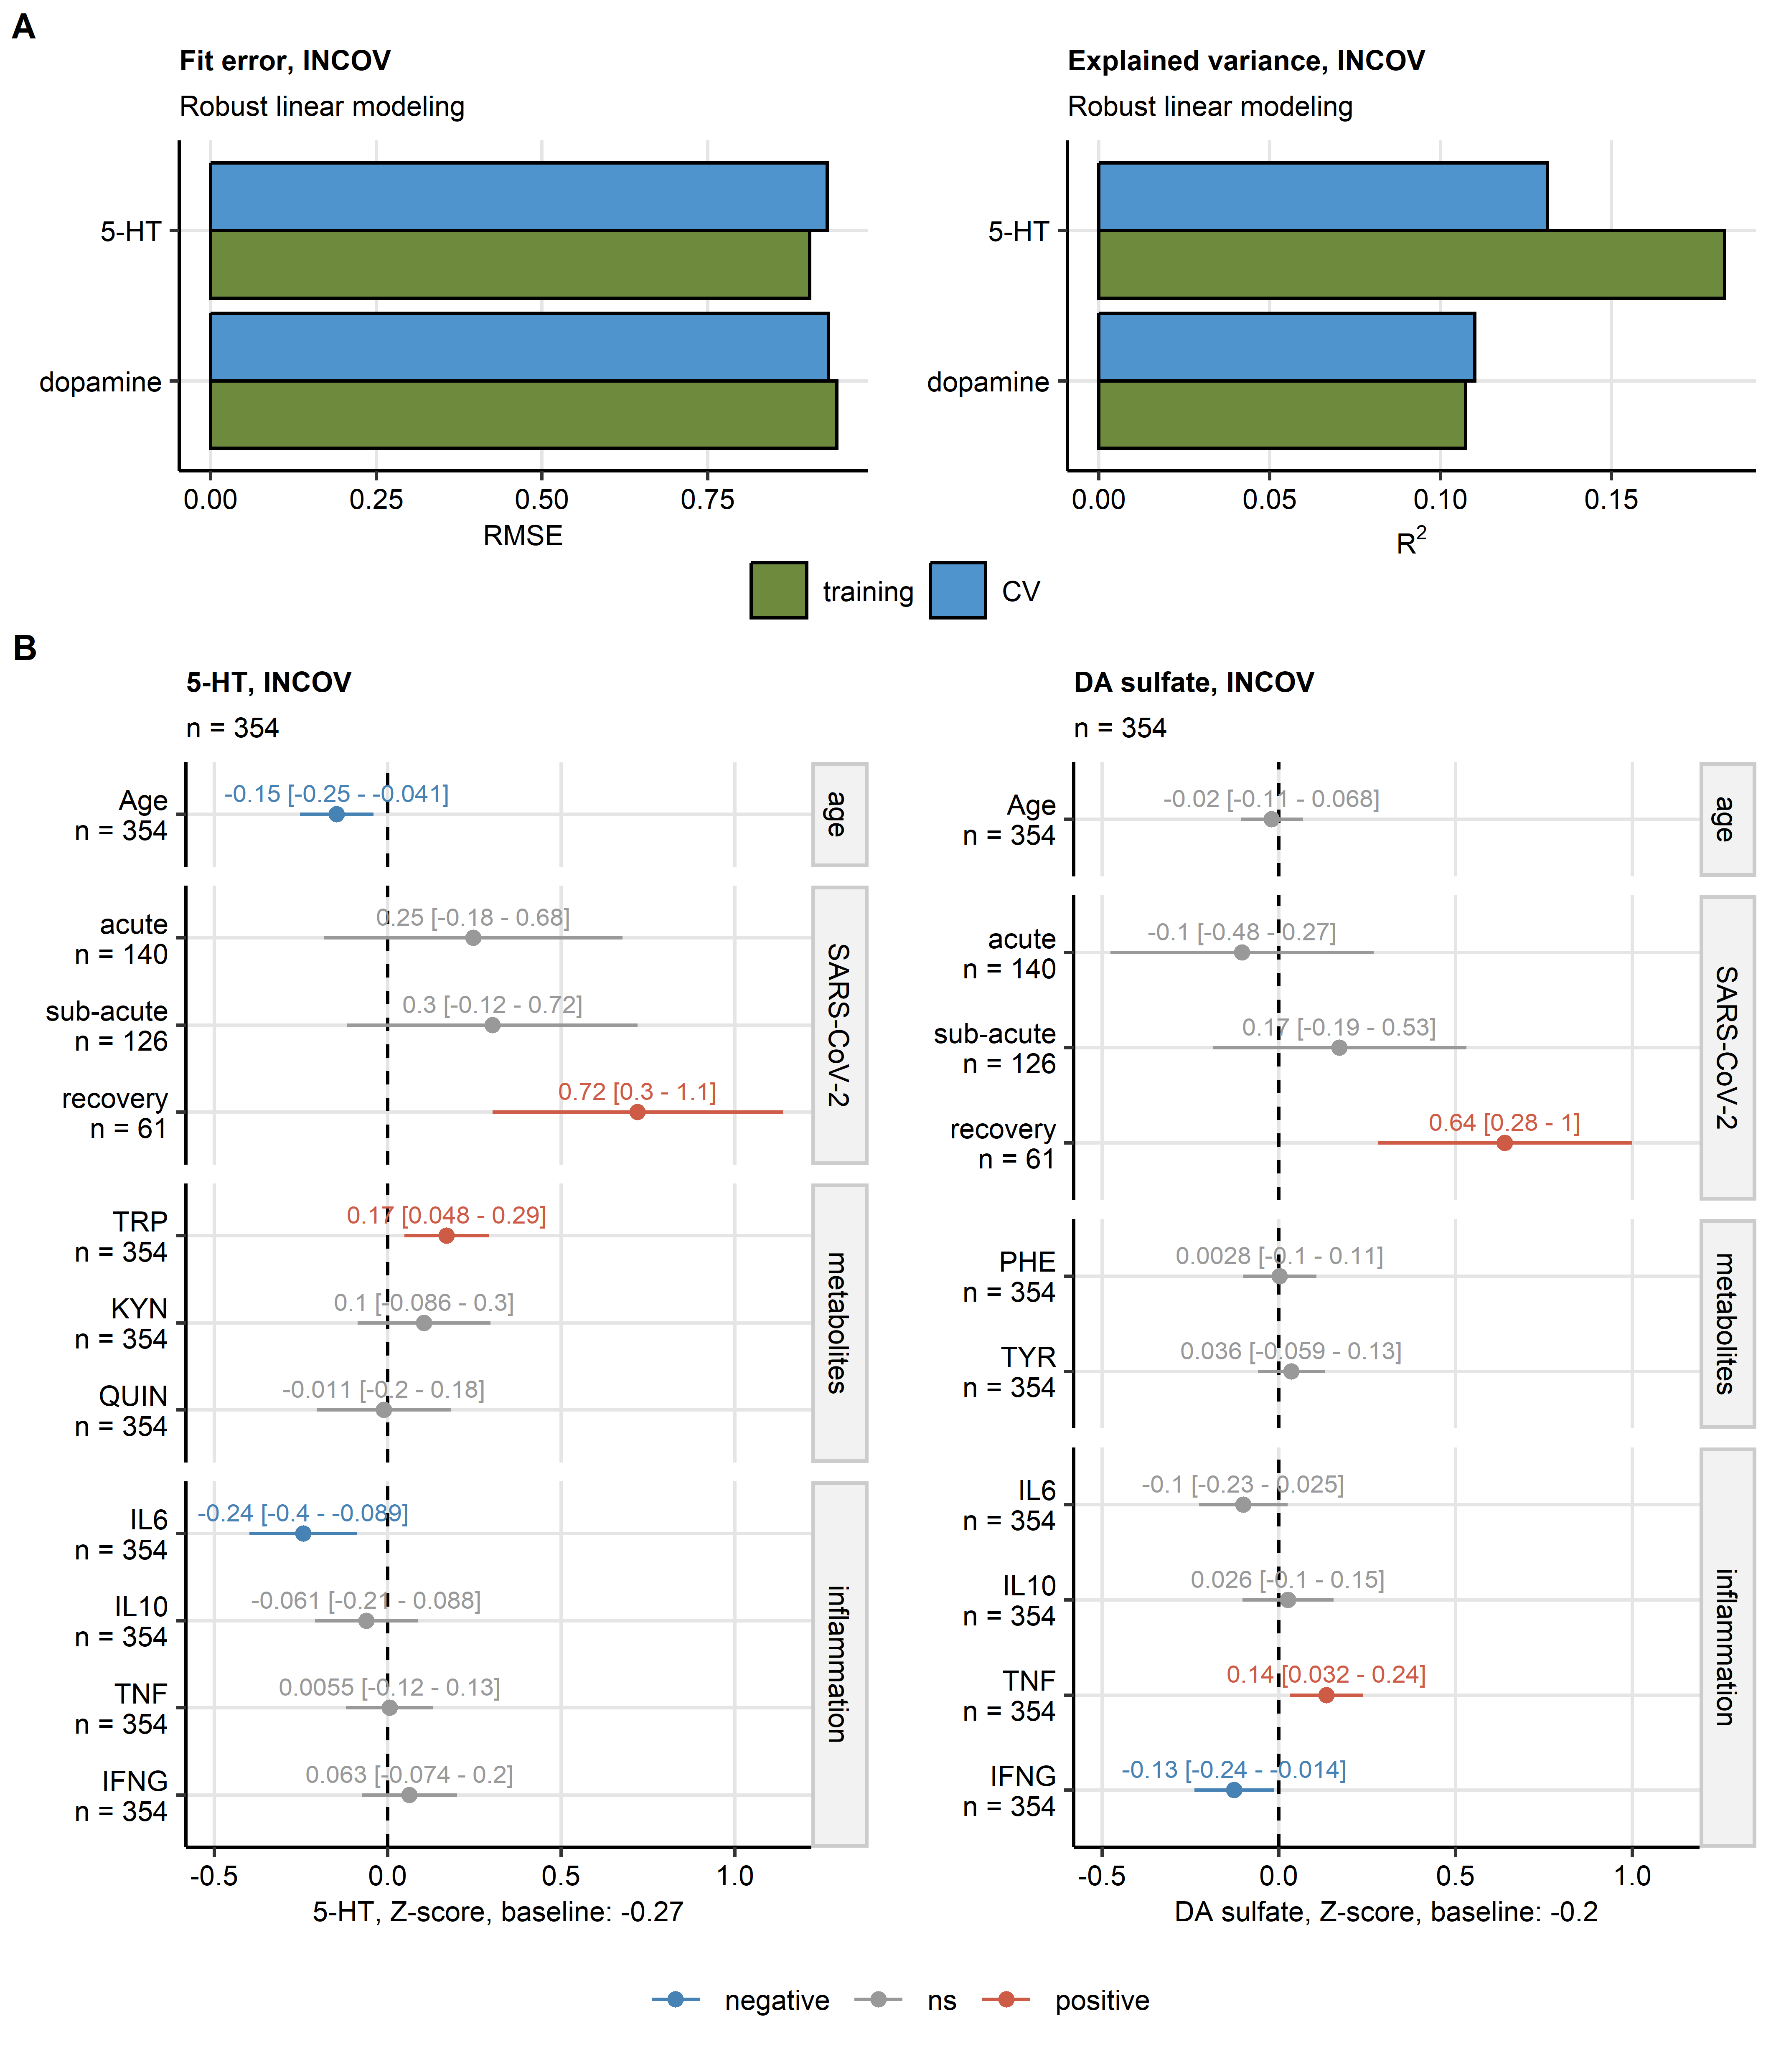 A
Fit error, INCOV
Robust linear modeling
5-HT
dopamine
0.00 0.25 0.50 0.75
RMSE
Explained variance, INCOV
Robust linear modeling
5-HT
dopamine
0.00 0.05 0.10 0.15
R²
training CV
B
5-HT, INCOV
n = 354
Age
n = 354
-0.15 [-0.25 - -0.041]
age
acute
n = 140
0.25 [-0.18 - 0.68]
sub-acute
n = 126
0.3 [-0.12 - 0.72]
recovery
n = 61
0.72 [0.3 - 1.1]
SARS-CoV-2
TRP
n = 354
0.17 [0.048 - 0.29]
KYN
n = 354
0.1 [-0.086 - 0.3]
QUIN
n = 354
-0.011 [-0.2 - 0.18]
metabolites
IL6
n = 354
-0.24 [-0.4 - -0.089]
IL10
n = 354
-0.061 [-0.21 - 0.088]
TNF
n = 354
0.0055 [-0.12 - 0.13]
IFNG
n = 354
0.063 [-0.074 - 0.2]
inflammation
-0.5 0.0 0.5 1.0
5-HT, Z-score, baseline: -0.27
DA sulfate, INCOV
n = 354
Age
n = 354
-0.02 [-0.11 - 0.068]
age
acute
n = 140
-0.1 [-0.48 - 0.27]
sub-acute
n = 126
0.17 [-0.19 - 0.53]
recovery
n = 61
0.64 [0.28 - 1]
SARS-CoV-2
PHE
n = 354
0.0028 [-0.1 - 0.11]
TYR
n = 354
0.036 [-0.059 - 0.13]
metabolites
IL6
n = 354
-0.1 [-0.23 - 0.025]
IL10
n = 354
0.026 [-0.1 - 0.15]
TNF
n = 354
0.14 [0.032 - 0.24]
IFNG
n = 354
-0.13 [-0.24 - -0.014]
inflammation
-0.5 0.0 0.5 1.0
DA sulfate, Z-score, baseline: -0.2
negative ns positive